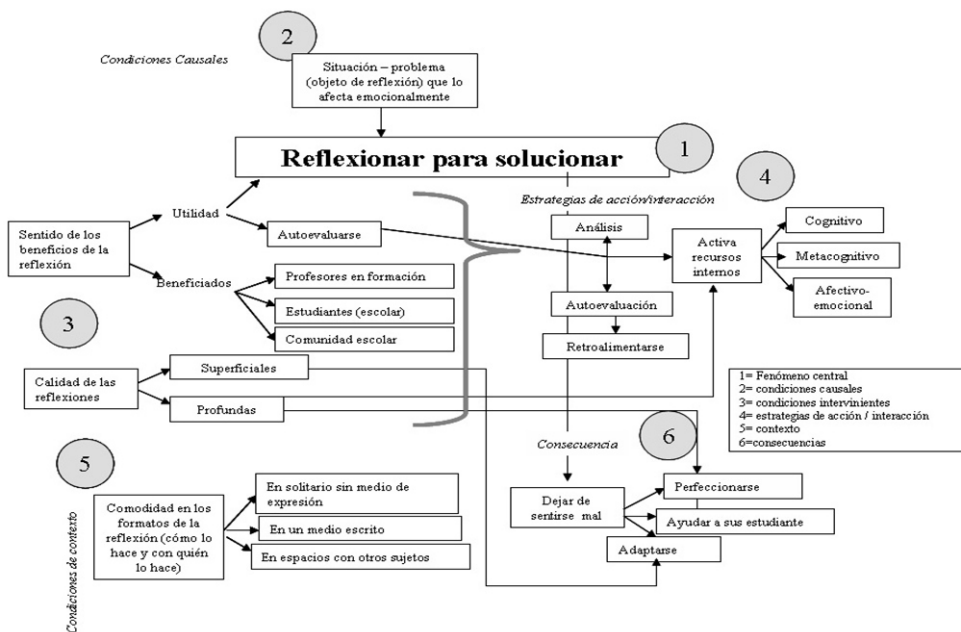 2
Condiciones Causales
Situación – problema
(objeto de reflexión) que lo
afecta emocionalmente
Reflexionar para solucionar
1
Estrategias de acción/interacción
4
Utilidad
Sentido de los
beneficios de la
reflexión
Autoevaluarse
Beneficiados
Profesores en formación
Estudiantes (escolar)
Comunidad escolar
Análisis
Autoevaluación
Retroalimentarse
Activa
recursos
internos
Cognitivo
Metacognitivo
Afectivo-
emocional
3
Calidad de las
reflexiones
Superficiales
Profundas
1= Fenómeno central
2= condiciones causales
3= condiciones intervinientes
4= estrategias de acción / interacción
5= contexto
6=consecuencias
Consecuencia
6
Dejar de
sentirse mal
Perfeccionarse
Ayudar a sus estudiante
Adaptarse
5
Condiciones de contexto
Comodidad en los
formatos de la
reflexión (cómo lo
hace y con quién
lo hace)
En solitario sin medio de
expresión
En un medio escrito
En espacios con otros sujetos